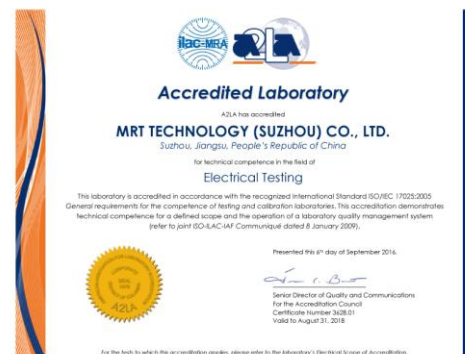 ilac-MRA
A2LA
Accredited Laboratory
A2LA has accredited
MRT TECHNOLOGY (SUZHOU) CO., LTD.
Suzhou, Jiangsu, People's Republic of China
for technical competence in the field of
Electrical Testing
This laboratory is accredited in accordance with the recognized International Standard ISO/IEC 17025:2005
General requirements for the competence of testing and calibration laboratories. This accreditation demonstrates
technical competence for a defined scope and the operation of a laboratory quality management system
(refer to joint ISO-ILAC-IAF Communiqué dated 8 January 2009).
Presented this 6th day of September 2016.
Senior Director of Quality and Communications
For the Accreditation Council
Certificate Number 3628.01
Valid to August 31, 2018
SEAL
1978
A2LA
For the tests to which this accreditation applies, please refer to the laboratory's Electrical Scope of Accreditation.